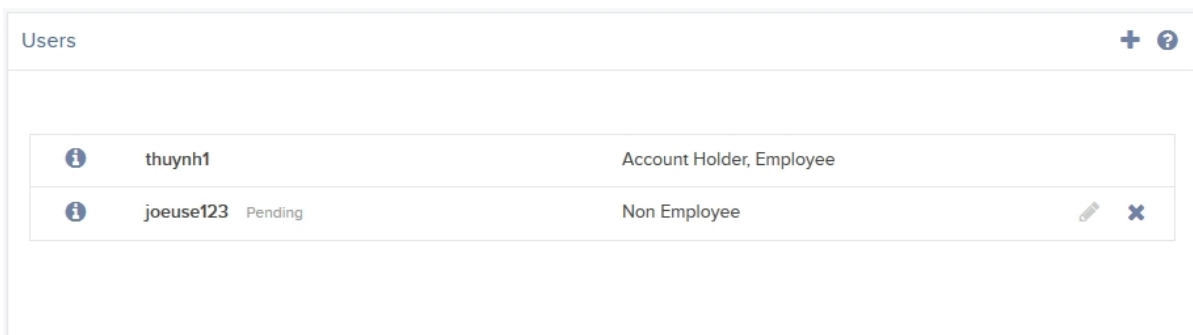 Users
thuynh1 Account Holder, Employee
joeuse123 Pending Non Employee